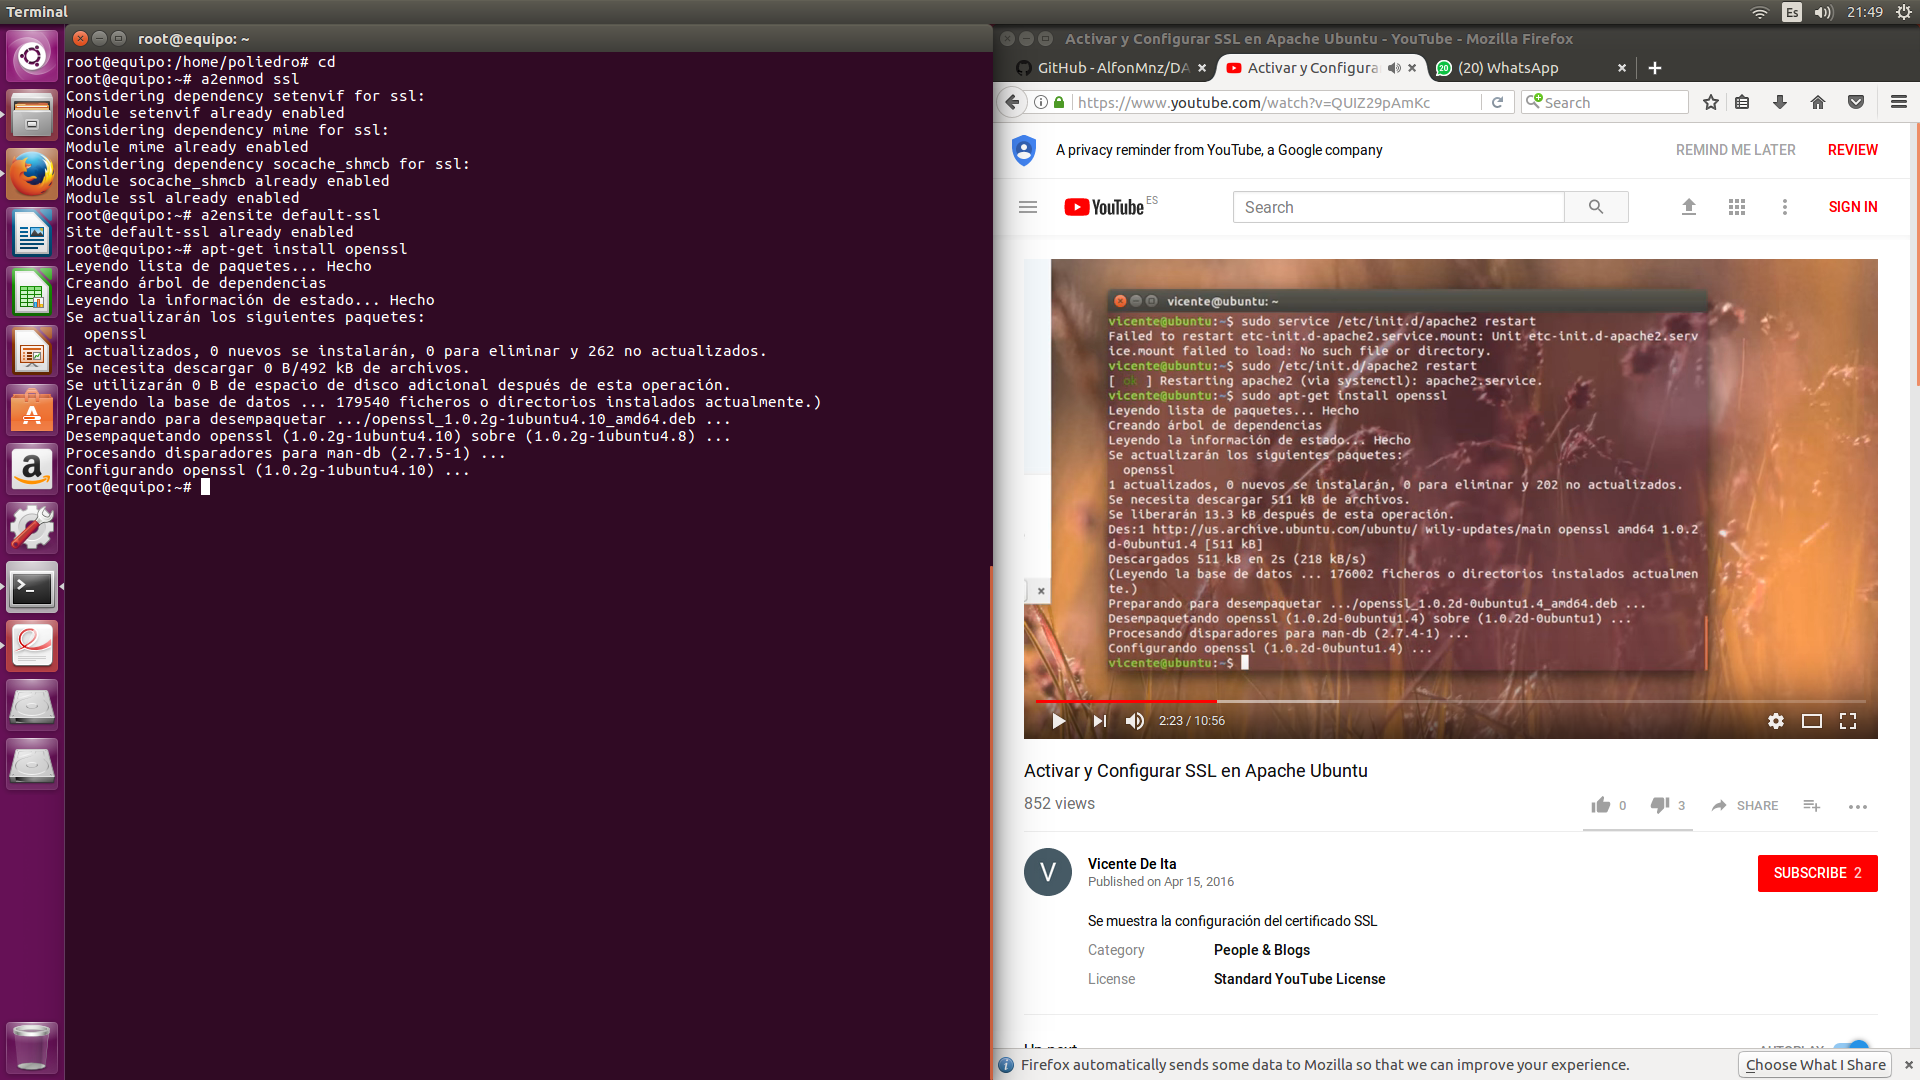 Terminal
Es
21:49
root@equipo: ~
root@equipo:/home/poliedro# cd
root@equipo:~# a2enmod ssl
Considering dependency setenvif for ssl:
Module setenvif already enabled
Considering dependency mime for ssl:
Module mime already enabled
Considering dependency socache_shmcb for ssl:
Module socache_shmcb already enabled
Module ssl already enabled
root@equipo:~# a2ensite default-ssl
Site default-ssl already enabled
root@equipo:~# apt-get install openssl
Leyendo lista de paquetes... Hecho
Creando árbol de dependencias
Leyendo la información de estado... Hecho
Se actualizarán los siguientes paquetes:
openssl
1 actualizados, 0 nuevos se instalarán, 0 para eliminar y 262 no actualizados.
Se necesita descargar 0 B/492 kB de archivos.
Se utilizarán 0 B de espacio de disco adicional después de esta operación.
(Leyendo la base de datos ... 179540 ficheros o directorios instalados actualmente.)
Preparando para desempaquetar .../openssl_1.0.2g-1ubuntu4.10_amd64.deb ...
Desempaquetando openssl (1.0.2g-1ubuntu4.10) sobre (1.0.2g-1ubuntu4.8) ...
Procesando disparadores para man-db (2.7.5-1) ...
Configurando openssl (1.0.2g-1ubuntu4.10) ...
root@equipo:~#
Activar y Configurar SSL en Apache Ubuntu - YouTube - Mozilla Firefox
GitHub - AlfonMnz/DA
Activar y Configura
(20) WhatsApp
https://www.youtube.com/watch?v=QUIZ29pAmKc
Search
A privacy reminder from YouTube, a Google company
REMIND ME LATER
REVIEW
YouTube ES
Search
SIGN IN
vicente@ubuntu: ~
vicente@ubuntu:~$ sudo service /etc/init.d/apache2 restart
Failed to restart etc-init.d-apache2.service.mount: Unit etc-init.d-apache2.serv
ice.mount failed to load: No such file or directory.
vicente@ubuntu:~$ sudo /etc/init.d/apache2 restart
[ ok ] Restarting apache2 (via systemctl): apache2.service.
vicente@ubuntu:~$ sudo apt-get install openssl
Leyendo lista de paquetes... Hecho
Creando árbol de dependencias
Leyendo la información de estado... Hecho
Se actualizarán los siguientes paquetes:
openssl
1 actualizados, 0 nuevos se instalarán, 0 para eliminar y 202 no actualizados.
Se necesita descargar 511 kB de archivos.
Se liberarán 13.3 kB después de esta operación.
Des:1 http://us.archive.ubuntu.com/ubuntu/ wily-updates/main openssl amd64 1.0.2
d-0ubuntu1.4 [511 kB]
Descargados 511 kB en 2s (218 kB/s)
(Leyendo la base de datos ... 176002 ficheros o directorios instalados actualmen
te.)
Preparando para desempaquetar .../openssl_1.0.2d-0ubuntu1.4_amd64.deb ...
Desempaquetando openssl (1.0.2d-0ubuntu1.4) sobre (1.0.2d-0ubuntu1) ...
Procesando disparadores para man-db (2.7.4-1) ...
Configurando openssl (1.0.2d-0ubuntu1.4) ...
vicente@ubuntu:~$
2:23 / 10:56
Activar y Configurar SSL en Apache Ubuntu
852 views
0
3
SHARE
V
Vicente De Ita
Published on Apr 15, 2016
SUBSCRIBE 2
Se muestra la configuración del certificado SSL
Category People & Blogs
License Standard YouTube License
Up next
AUTOPLAY
Firefox automatically sends some data to Mozilla so that we can improve your experience.
Choose What I Share